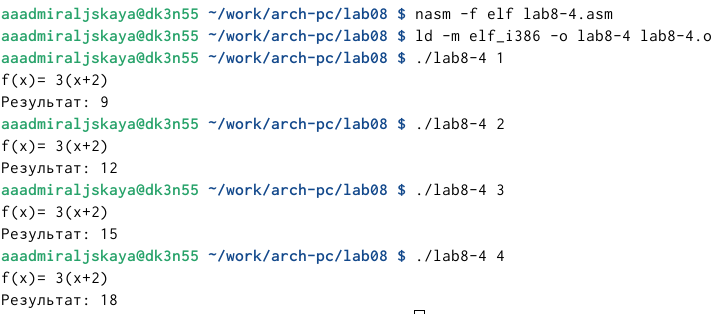 aaadmiraljskaya@dk3n55 ~/work/arch-pc/lab08 $ nasm -f elf lab8-4.asm
aaadmiraljskaya@dk3n55 ~/work/arch-pc/lab08 $ ld -m elf_i386 -o lab8-4 lab8-4.o
aaadmiraljskaya@dk3n55 ~/work/arch-pc/lab08 $ ./lab8-4 1
f(x)= 3(x+2)
Результат: 9
aaadmiraljskaya@dk3n55 ~/work/arch-pc/lab08 $ ./lab8-4 2
f(x)= 3(x+2)
Результат: 12
aaadmiraljskaya@dk3n55 ~/work/arch-pc/lab08 $ ./lab8-4 3
f(x)= 3(x+2)
Результат: 15
aaadmiraljskaya@dk3n55 ~/work/arch-pc/lab08 $ ./lab8-4 4
f(x)= 3(x+2)
Результат: 18